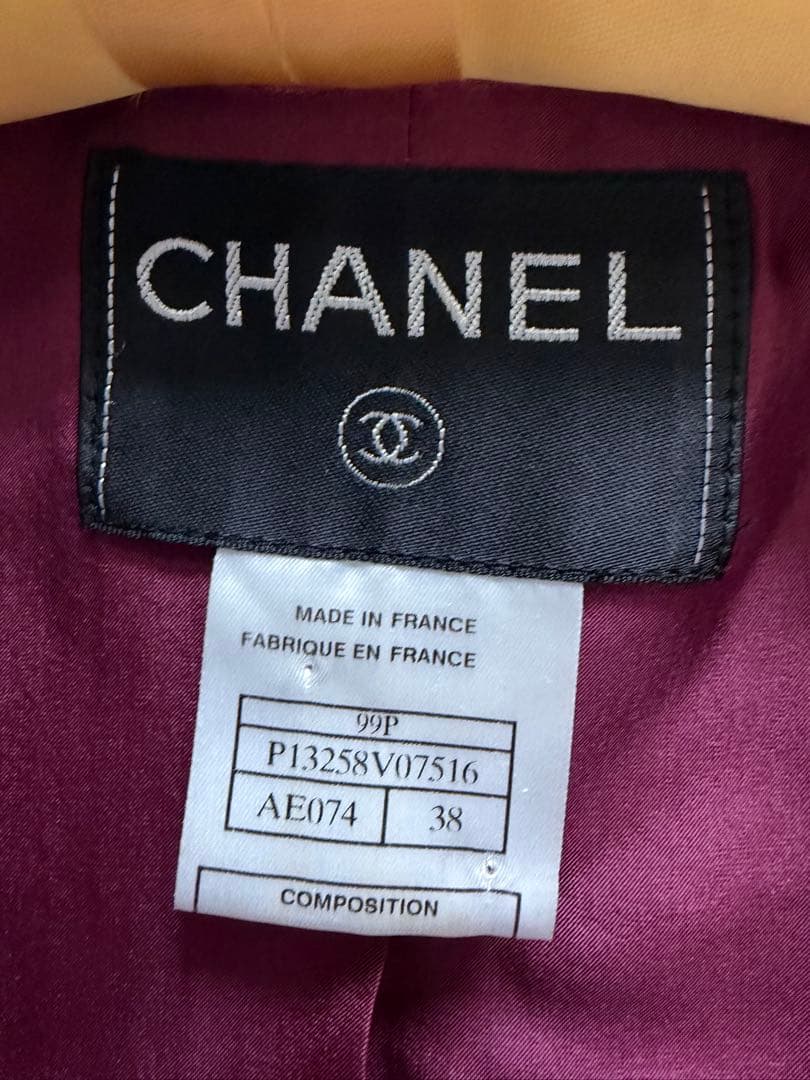 CHANEL
MADE IN FRANCE
FABRIQUE EN FRANCE
99P
P13258V07516
AE074 38
COMPOSITION